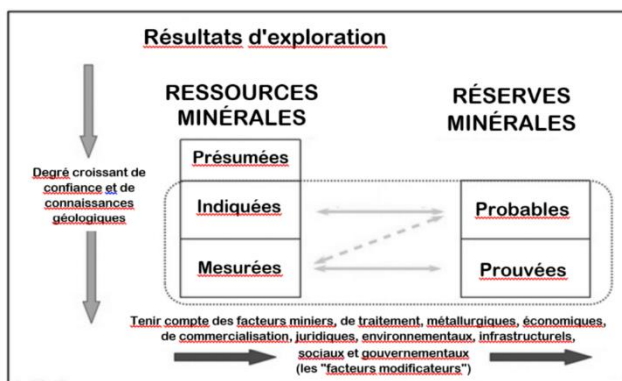 Résultats d'exploration
RESSOURCES
MINÉRALES
RÉSERVES
MINÉRALES
Présumées
Degré croissant de
confiance et de
connaissances
géologiques
Indiquées
Probables
Mesurées
Prouvées
Tenir compte des facteurs miniers, de traitement, métallurgiques, économiques,
de commercialisation, juridiques, environnementaux, infrastructurels,
sociaux et gouvernementaux
(les "facteurs modificateurs")